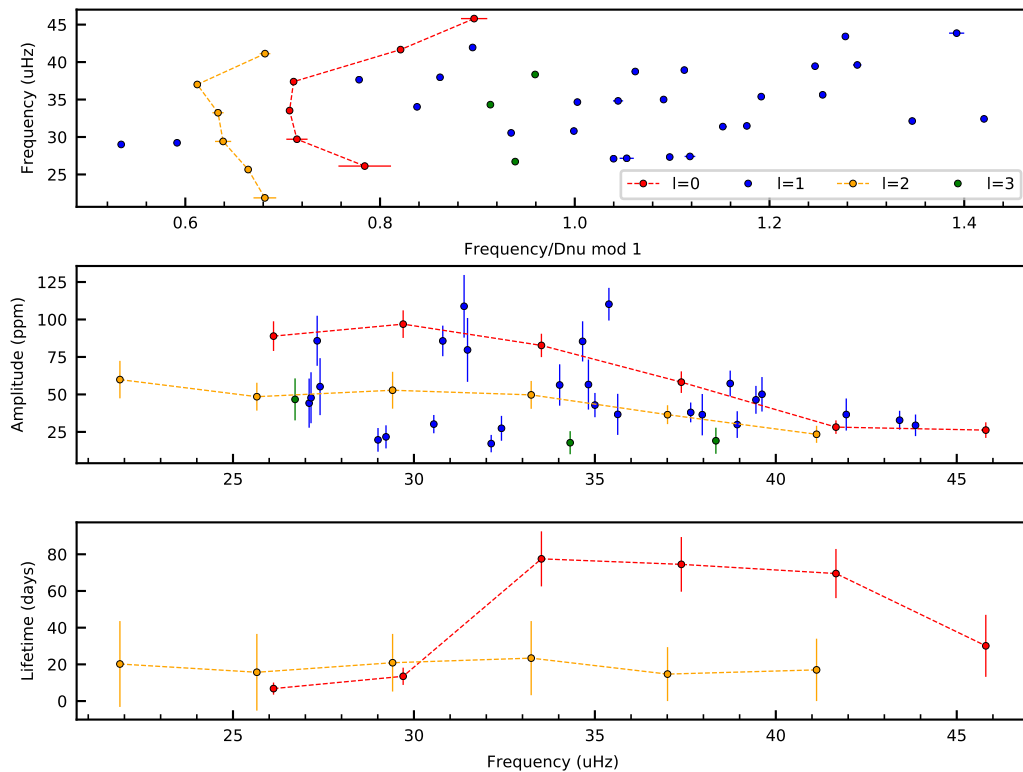 45
40
35
30
25
Frequency (uHz)
l=0 l=1 l=2 l=3
0.6 0.8 1.0 1.2 1.4
Frequency/Dnu mod 1
125
100
75
50
25
Amplitude (ppm)
25 30 35 40 45
80
60
40
20
0
Lifetime (days)
25 30 35 40 45
Frequency (uHz)